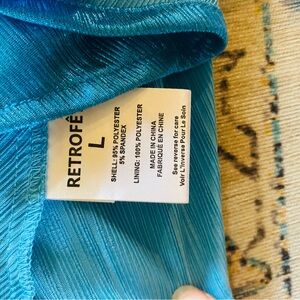 RETROFÊ
L
SHELL: 95% POLYESTER
5% SPANDEX
LINING: 100% POLYESTER
MADE IN CHINA
FABRIQUÉ EN CHINE
See reverse for care
Voir L'inverse Pour Le Soin